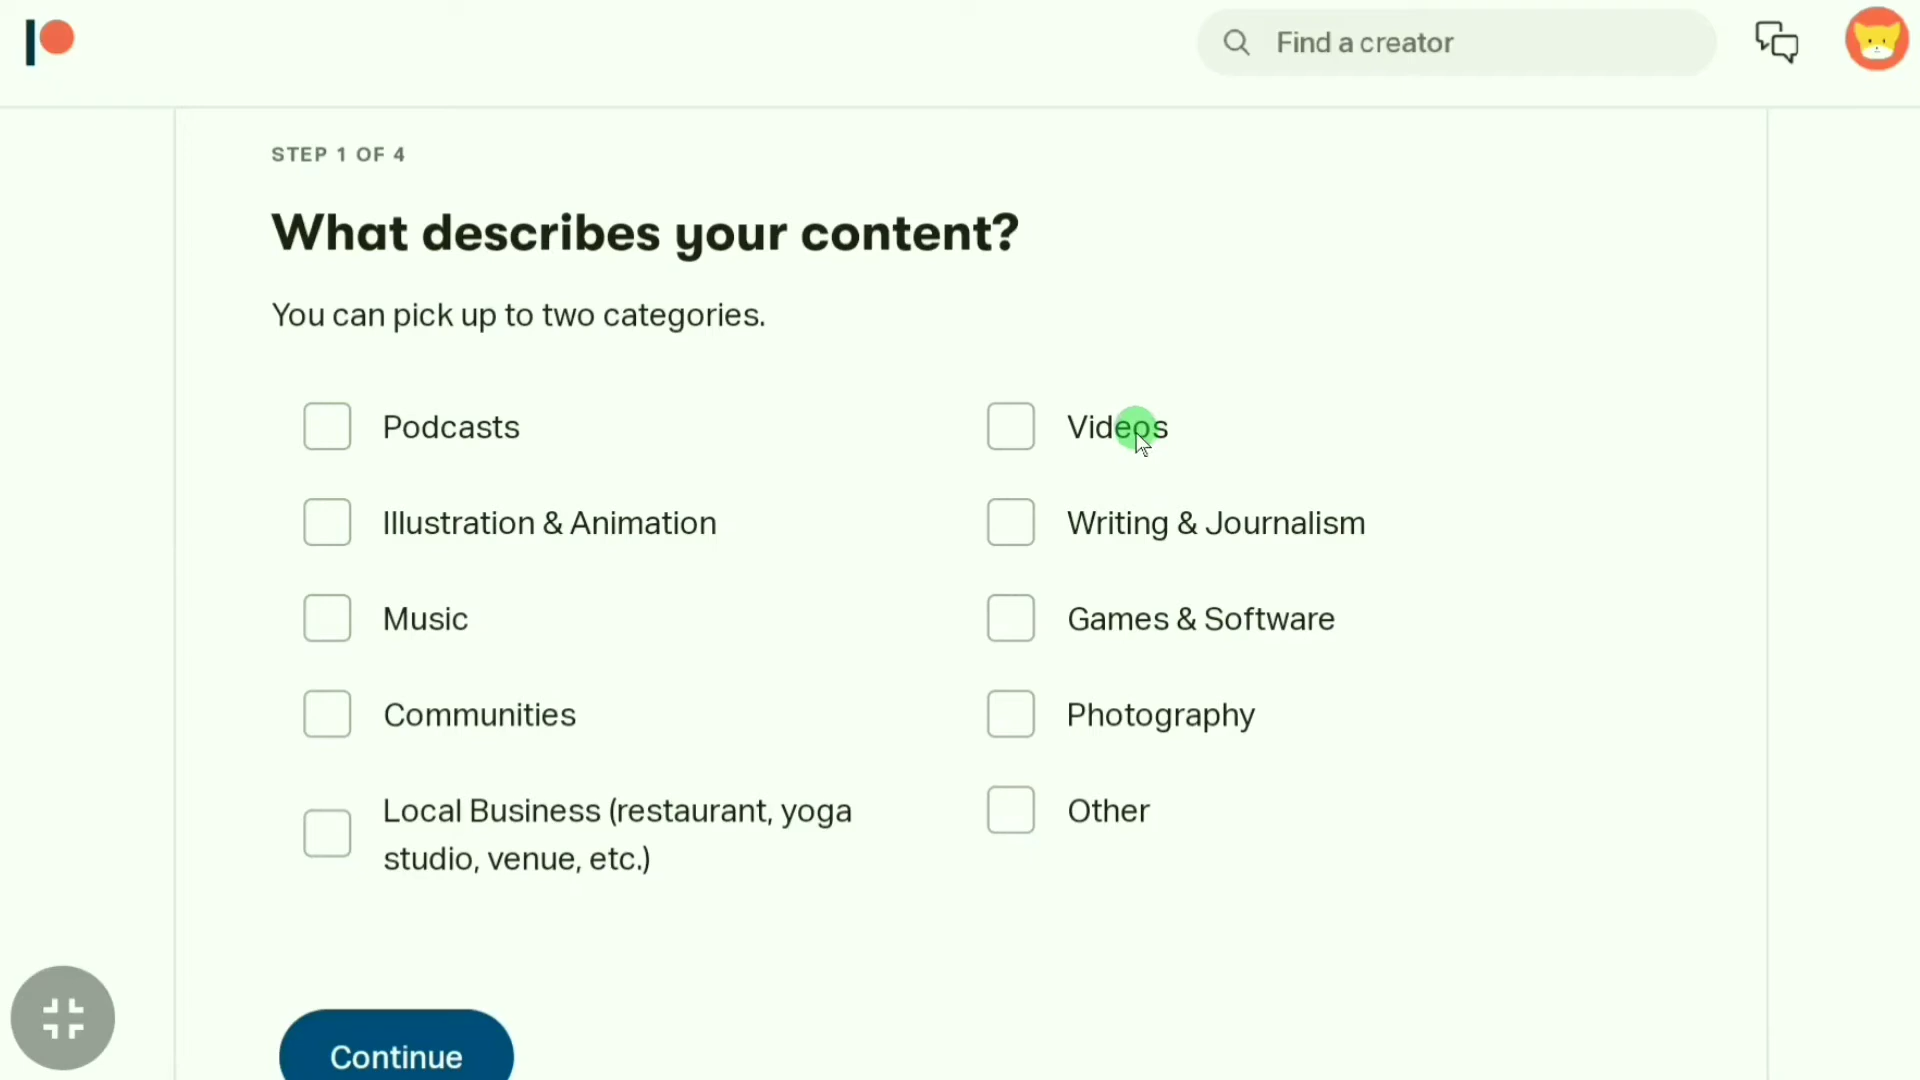 Find a creator
STEP 1 OF 4
What describes your content?
You can pick up to two categories.
Podcasts
Videos
Illustration & Animation
Writing & Journalism
Music
Games & Software
Communities
Photography
Local Business (restaurant, yoga
studio, venue, etc.)
Other
Continue